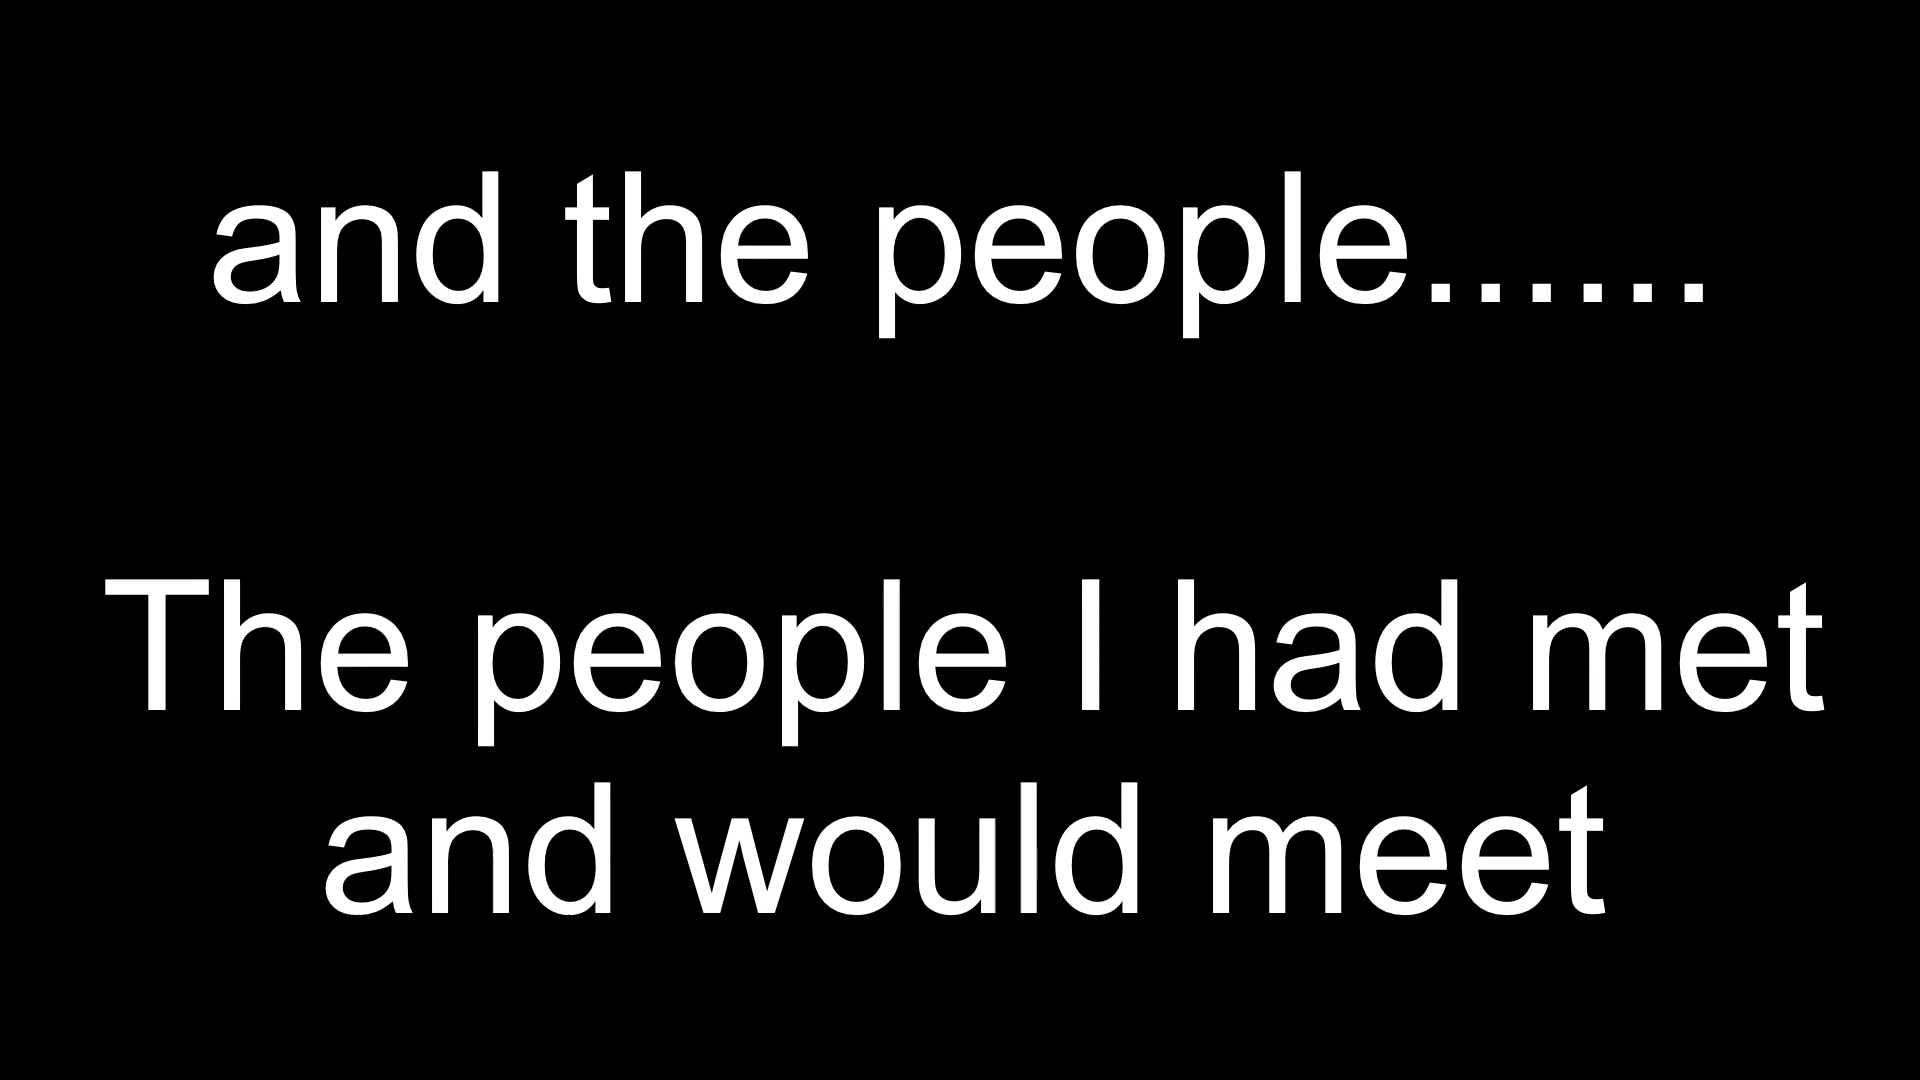 and the people......
The people I had met
and would meet